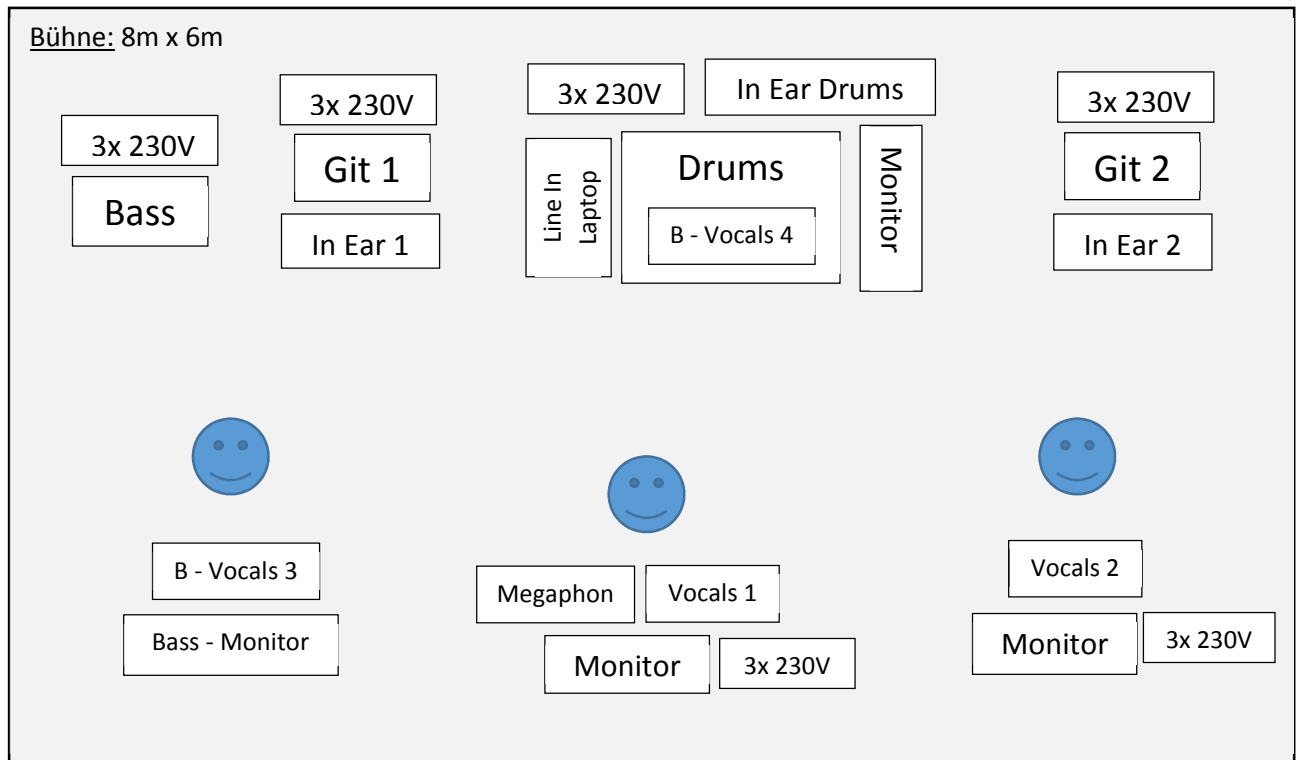 Bühne: 8m x 6m
3x 230V
3x 230V
3x 230V
In Ear Drums
3x 230V
Bass
Git 1
In Ear 1
Line In
Laptop
Drums
B - Vocals 4
Monitor
Git 2
In Ear 2
B - Vocals 3
Bass - Monitor
Megaphon
Vocals 1
Monitor
3x 230V
Vocals 2
Monitor
3x 230V